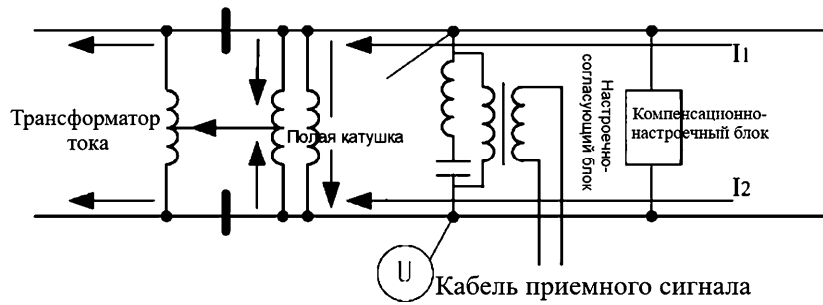 I1
Трансформатор
тока
Полая катушка
Настроечно-
согласующий блок
Компенсационно-
настроечный блок
I2
U
Кабель приемного сигнала